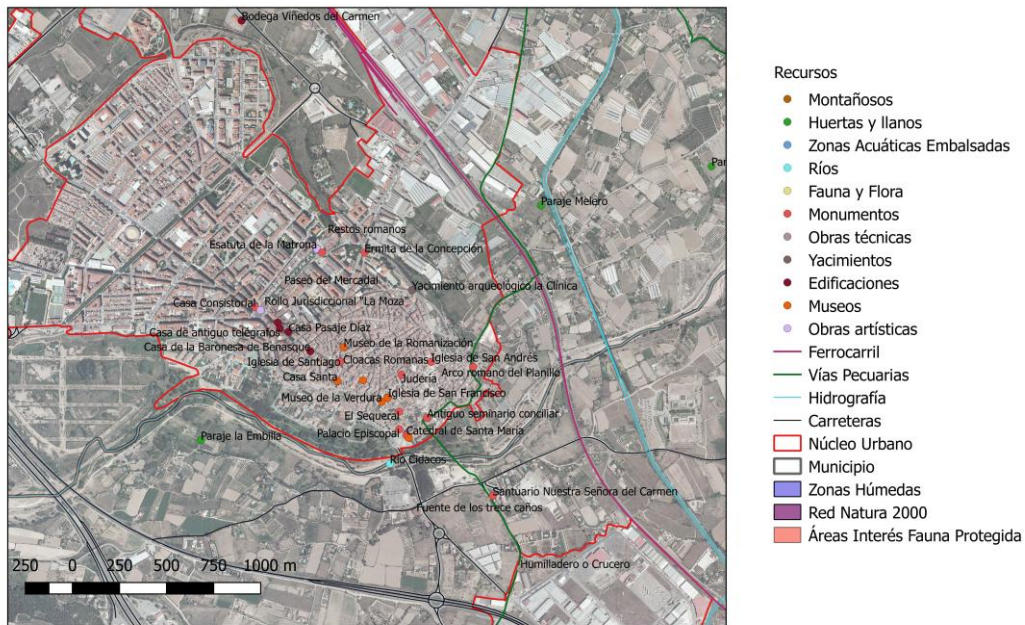 Bodega Viñedos del Carmen
Par
Paraje Melero
Restos romanos
Esatuta de la Matrona
Ermita de la Concepción
Paseo del Mercadal
Yacimiento arqueológico la Clínica
Casa Consistorial
Rollo Jurisdiccional "La Moza"
Casa de antiguo telégrafos
Casa Pasaje Díaz
Casa de la Baronesa de Benasque
Museo de la Romanización
Iglesia de Santiago
Cloacas Romanas
Iglesia de San Andrés
Arco romano del Planillo
Casa Santa
Judería
Museo de la Verdura
Iglesia de San Francisco
El Sequeral
Antiguo seminario conciliar
Palacio Episcopal
Catedral de Santa María
Paraje la Embilla
Río Cidacos
Santuario Nuestra Señora del Carmen
Fuente de los trece caños
Humilladero o Crucero
250 0 250 500 750 1000 m
Recursos
Montañosos
Huertas y llanos
Zonas Acuáticas Embalsadas
Ríos
Fauna y Flora
Monumentos
Obras técnicas
Yacimientos
Edificaciones
Museos
Obras artísticas
Ferrocarril
Vías Pecuarias
Hidrografía
Carreteras
Núcleo Urbano
Municipio
Zonas Húmedas
Red Natura 2000
Áreas Interés Fauna Protegida